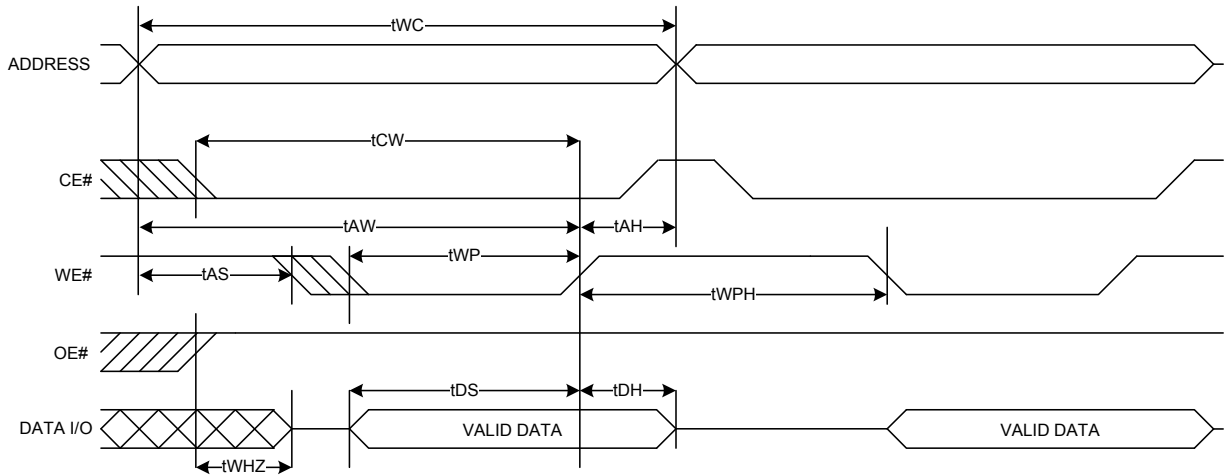 tWC
ADDRESS
tCW
CE#
tAW
tAH
WE#
tAS
tWP
tWPH
OE#
tDS
tDH
DATA I/O
VALID DATA
VALID DATA
tWHZ